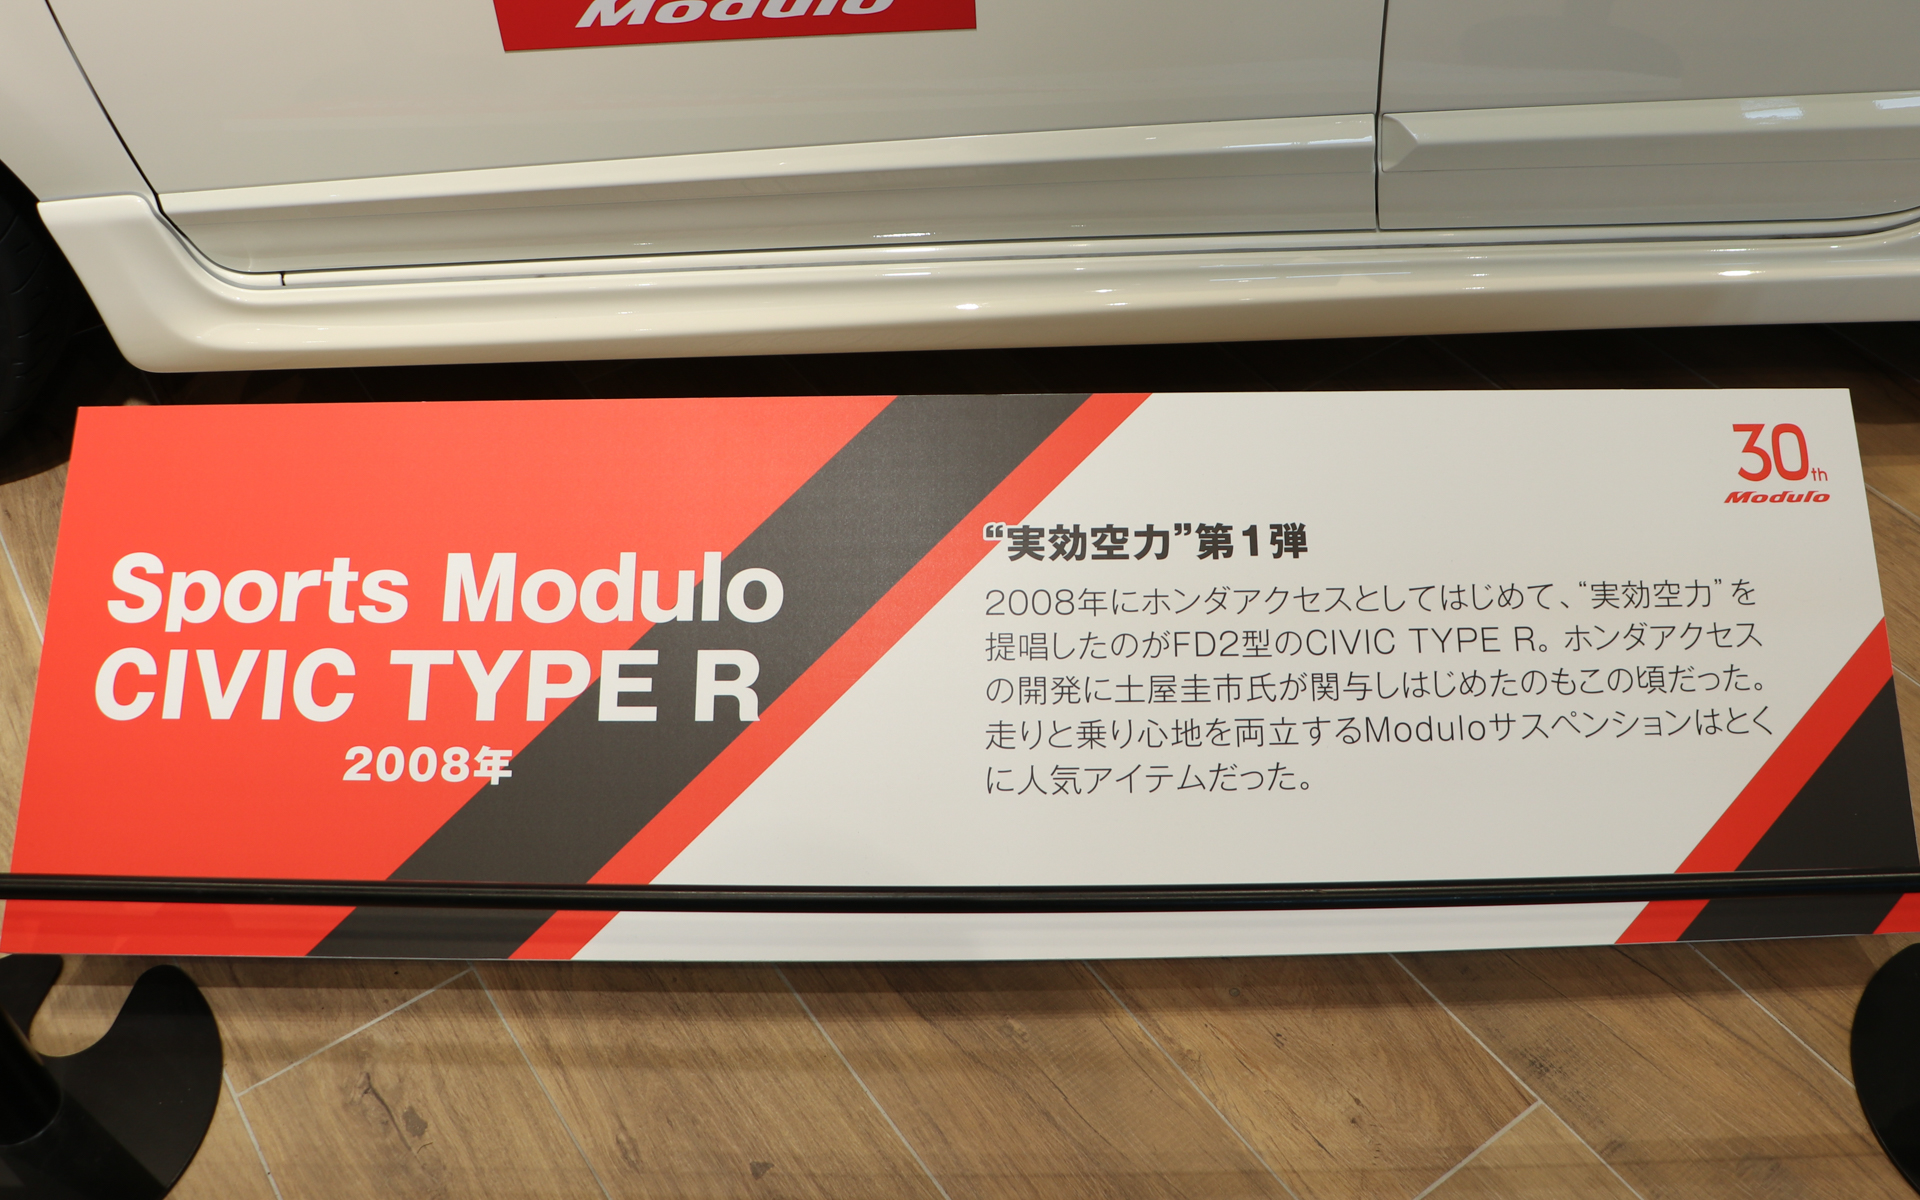 Modulo
Sports Modulo
CIVIC TYPE R
2008年
30th
Modulo
“実効空力”第1弾
2008年にホンダアクセスとしてはじめて、“実効空力”を
提唱したのがFD2型のCIVIC TYPE R。ホンダアクセス
の開発に土屋圭市氏が関与しはじめたのもこの頃だった。
走りと乗り心地を両立するModuloサスペンションはとく
に人気アイテムだった。